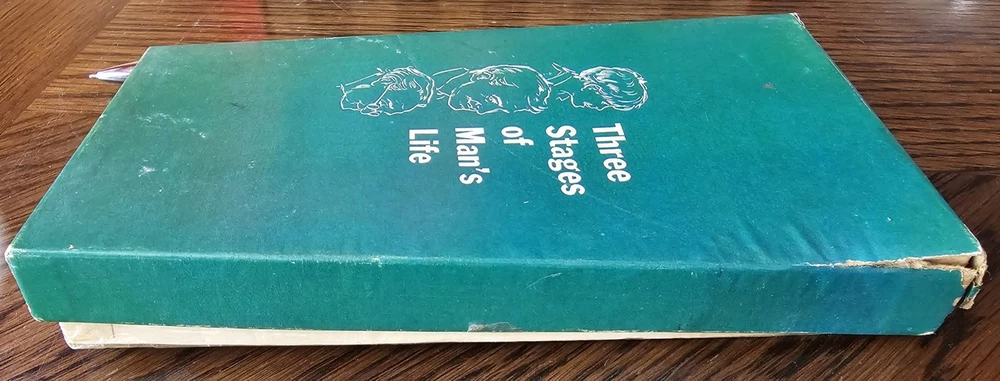 Three
Stages
of
Man's
Life